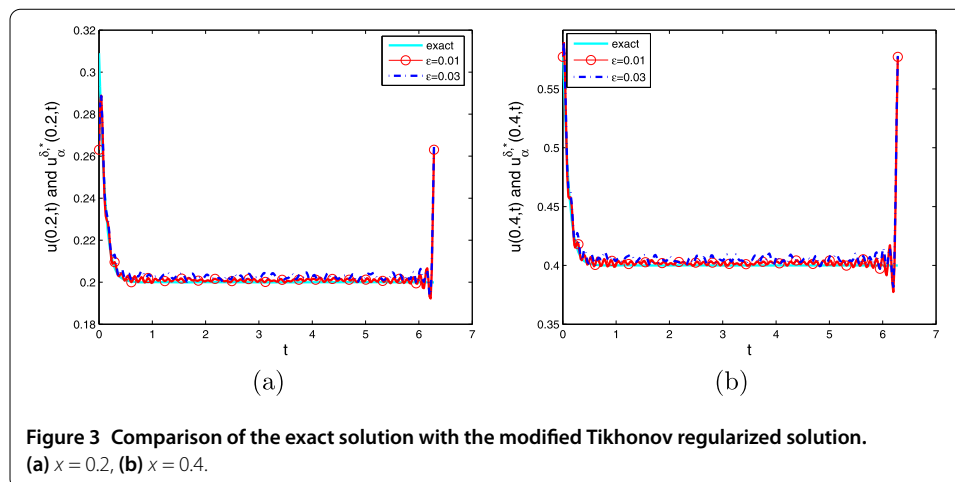 0.32
0.3
0.28
0.26
0.24
0.22
0.2
0.18
0
1
2
3
4
5
6
7
t
u(0.2,t) and u_α^{δ,*}(0.2,t)
exact
ε=0.01
ε=0.03
(a)
0.55
0.5
0.45
0.4
0.35
0
1
2
3
4
5
6
7
t
u(0.4,t) and u_α^{δ,*}(0.4,t)
exact
ε=0.01
ε=0.03
(b)
Figure 3 Comparison of the exact solution with the modified Tikhonov regularized solution.
(a) x = 0.2, (b) x = 0.4.